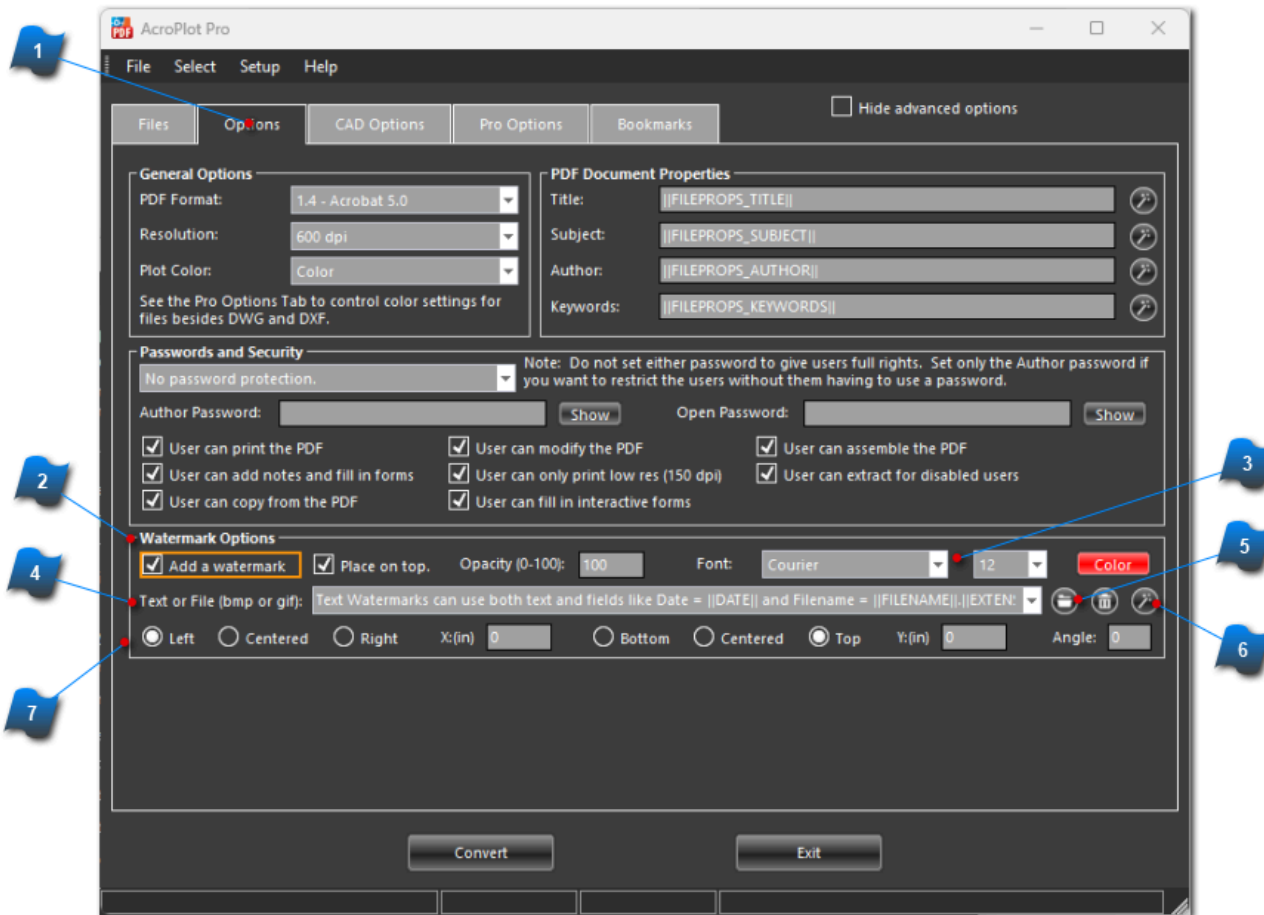 AcroPlot Pro
1
File Select Setup Help
Hide advanced options
Files Options CAD Options Pro Options Bookmarks
General Options
PDF Format: 1.4 - Acrobat 5.0
Resolution: 600 dpi
Plot Color: Color
See the Pro Options Tab to control color settings for
files besides DWG and DXF.
PDF Document Properties
Title: ||FILEPROPS_TITLE||
Subject: ||FILEPROPS_SUBJECT||
Author: ||FILEPROPS_AUTHOR||
Keywords: ||FILEPROPS_KEYWORDS||
Passwords and Security
No password protection.
Note: Do not set either password to give users full rights. Set only the Author password if
you want to restrict the users without them having to use a password.
Author Password: Show Open Password: Show
User can print the PDF User can modify the PDF User can assemble the PDF
User can add notes and fill in forms User can only print low res (150 dpi) User can extract for disabled users
User can copy from the PDF User can fill in interactive forms
2
3
Watermark Options
Add a watermark Place on top. Opacity (0-100): 100 Font: Courier 12 Color
4
5
Text or File (bmp or gif): Text Watermarks can use both text and fields like Date = ||DATE|| and Filename = ||FILENAME||.||EXTEN
Left Centered Right X:(in) 0 Bottom Centered Top Y:(in) 0 Angle: 0
6
7
Convert Exit